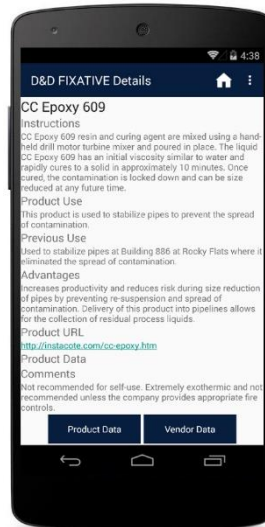 4:38
D&D FIXATIVE Details
CC Epoxy 609
Instructions
CC Epoxy 609 resin and curing agent are mixed using a hand-
held drill motor turbine mixer and poured in place. The liquid
CC Epoxy 609 has an initial viscosity similar to water and
rapidly cures to a solid in approximately 10 minutes. Once
cured, the contamination is locked down and can be size
reduced at any future time.
Product Use
This product is used to stabilize pipes to prevent the spread
of contamination.
Previous Use
Used to stabilize pipes at Building 886 at Rocky Flats where it
eliminated the spread of contamination.
Advantages
Increases productivity and reduces risk during size reduction
of pipes by preventing re-suspension and spread of
contamination. Delivery of this product into pipelines allows
for the collection of residual process liquids.
Product URL
http://instacote.com/cc-epoxy.htm
Product Data
Comments
Not recommended for self-use. Extremely exothermic and not
recommended unless the company provides appropriate fire
controls.
Product Data
Vendor Data